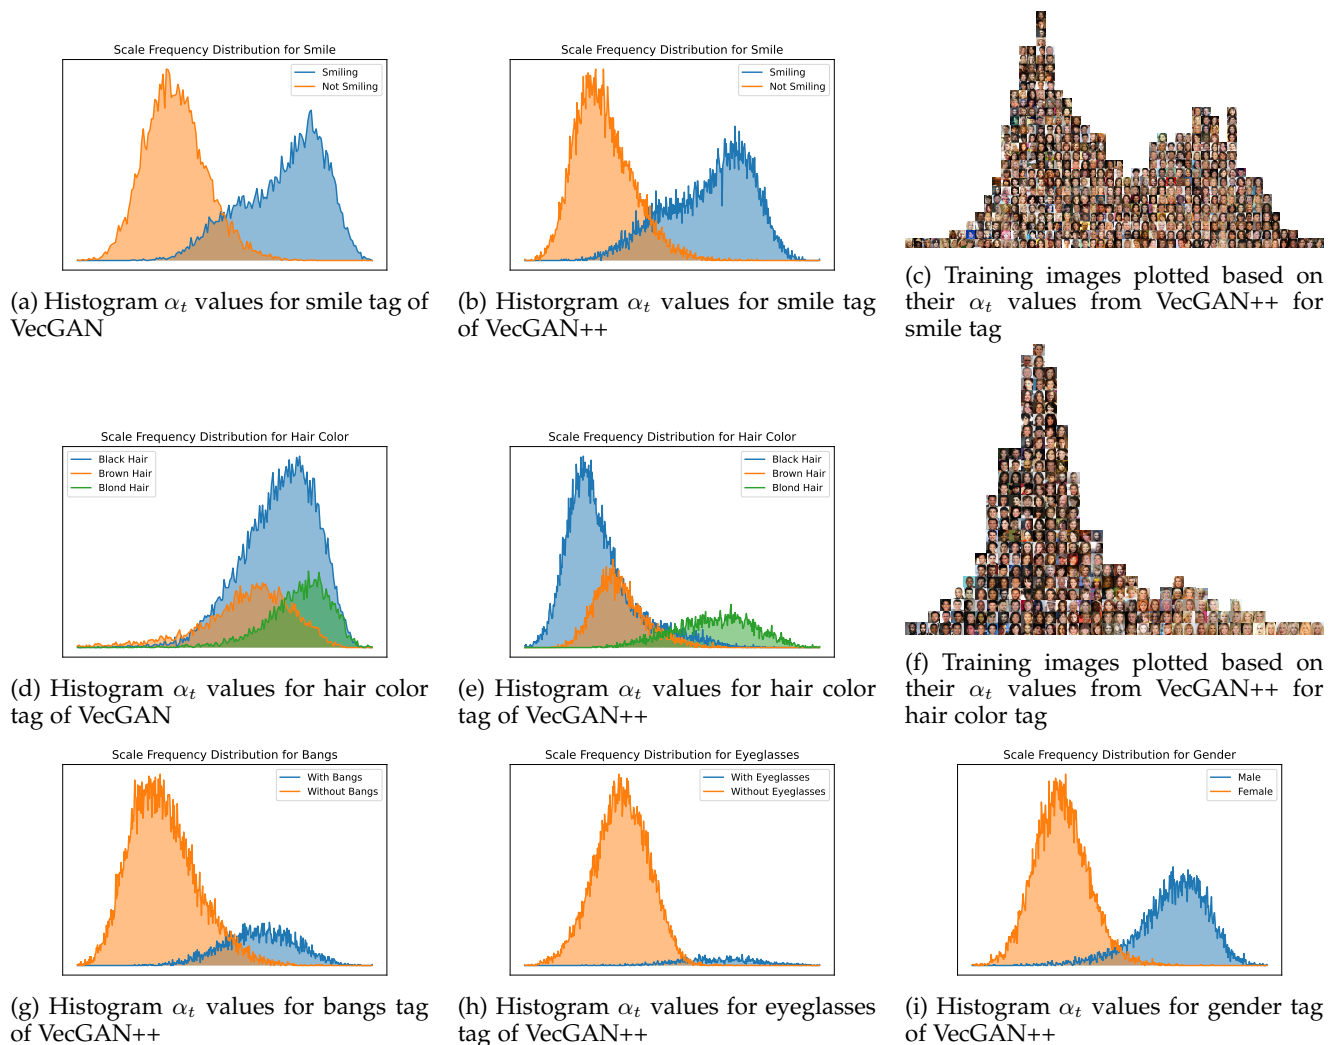 Scale Frequency Distribution for Smile
Smiling
Not Smiling
(a) Histogram αt values for smile tag of
VecGAN
Scale Frequency Distribution for Smile
Smiling
Not Smiling
(b) Historgram αt values for smile tag
of VecGAN++
(c) Training images plotted based on
their αt values from VecGAN++ for
smile tag
Scale Frequency Distribution for Hair Color
Black Hair
Brown Hair
Blond Hair
(d) Histogram αt values for hair color
tag of VecGAN
Scale Frequency Distribution for Hair Color
Black Hair
Brown Hair
Blond Hair
(e) Histogram αt values for hair color
tag of VecGAN++
(f) Training images plotted based on
their αt values from VecGAN++ for
hair color tag
Scale Frequency Distribution for Bangs
With Bangs
Without Bangs
(g) Histogram αt values for bangs tag
of VecGAN++
Scale Frequency Distribution for Eyeglasses
With Eyeglasses
Without Eyeglasses
(h) Histogram αt values for eyeglasses
tag of VecGAN++
Scale Frequency Distribution for Gender
Male
Female
(i) Histogram αt values for gender tag
of VecGAN++